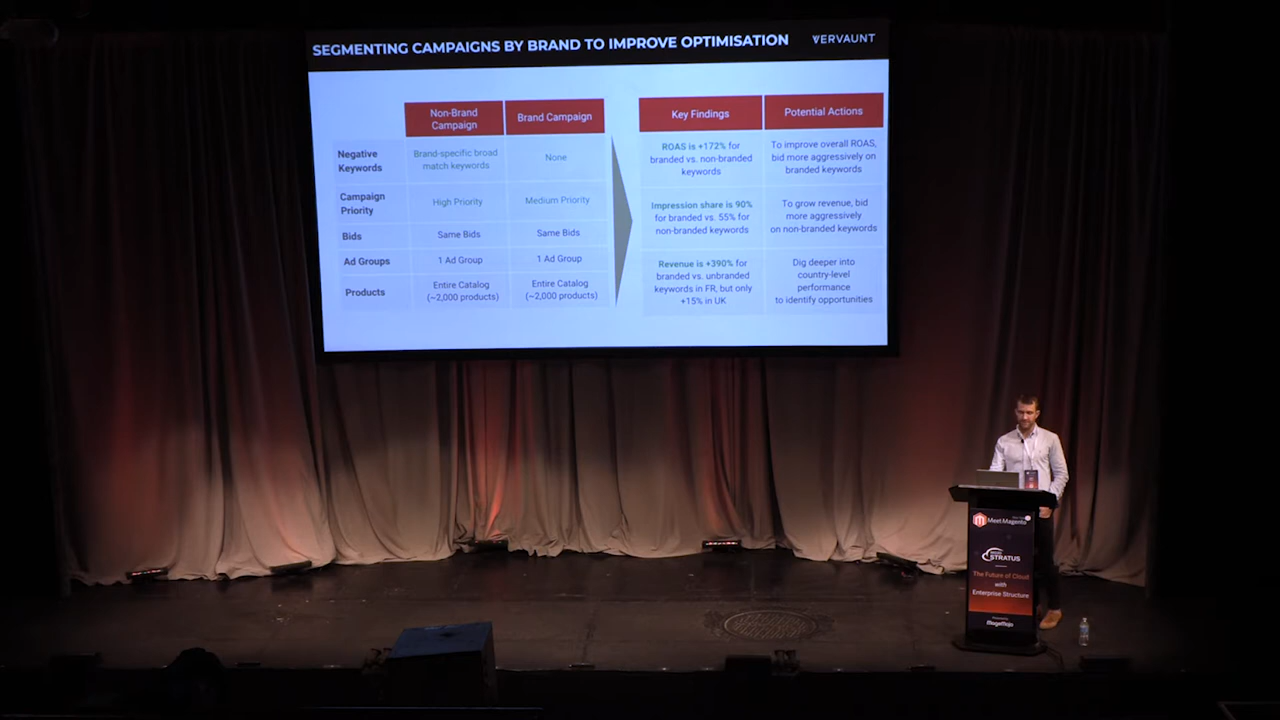 SEGMENTING CAMPAIGNS BY BRAND TO IMPROVE OPTIMISATION
VERVAUNT
Non-Brand
Campaign
Brand Campaign
Negative
Keywords
Brand-specific broad
match keywords
None
Campaign
Priority
High Priority
Medium Priority
Bids
Same Bids
Same Bids
Ad Groups
1 Ad Group
1 Ad Group
Products
Entire Catalog
(~2,000 products)
Entire Catalog
(~2,000 products)
Key Findings
Potential Actions
ROAS is +172% for
branded vs. non-branded
keywords
To improve overall ROAS,
bid more aggressively on
branded keywords
Impression share is 90%
for branded vs. 55% for
non-branded keywords
To grow revenue, bid
more aggressively
on non-branded keywords
Revenue is +390% for
branded vs. unbranded
keywords in FR, but only
+15% in UK
Dig deeper into
country-level
performance
to identify opportunities
Meet Magento
STRATUS
The Future of Cloud
with
Enterprise Structure
MageMojo